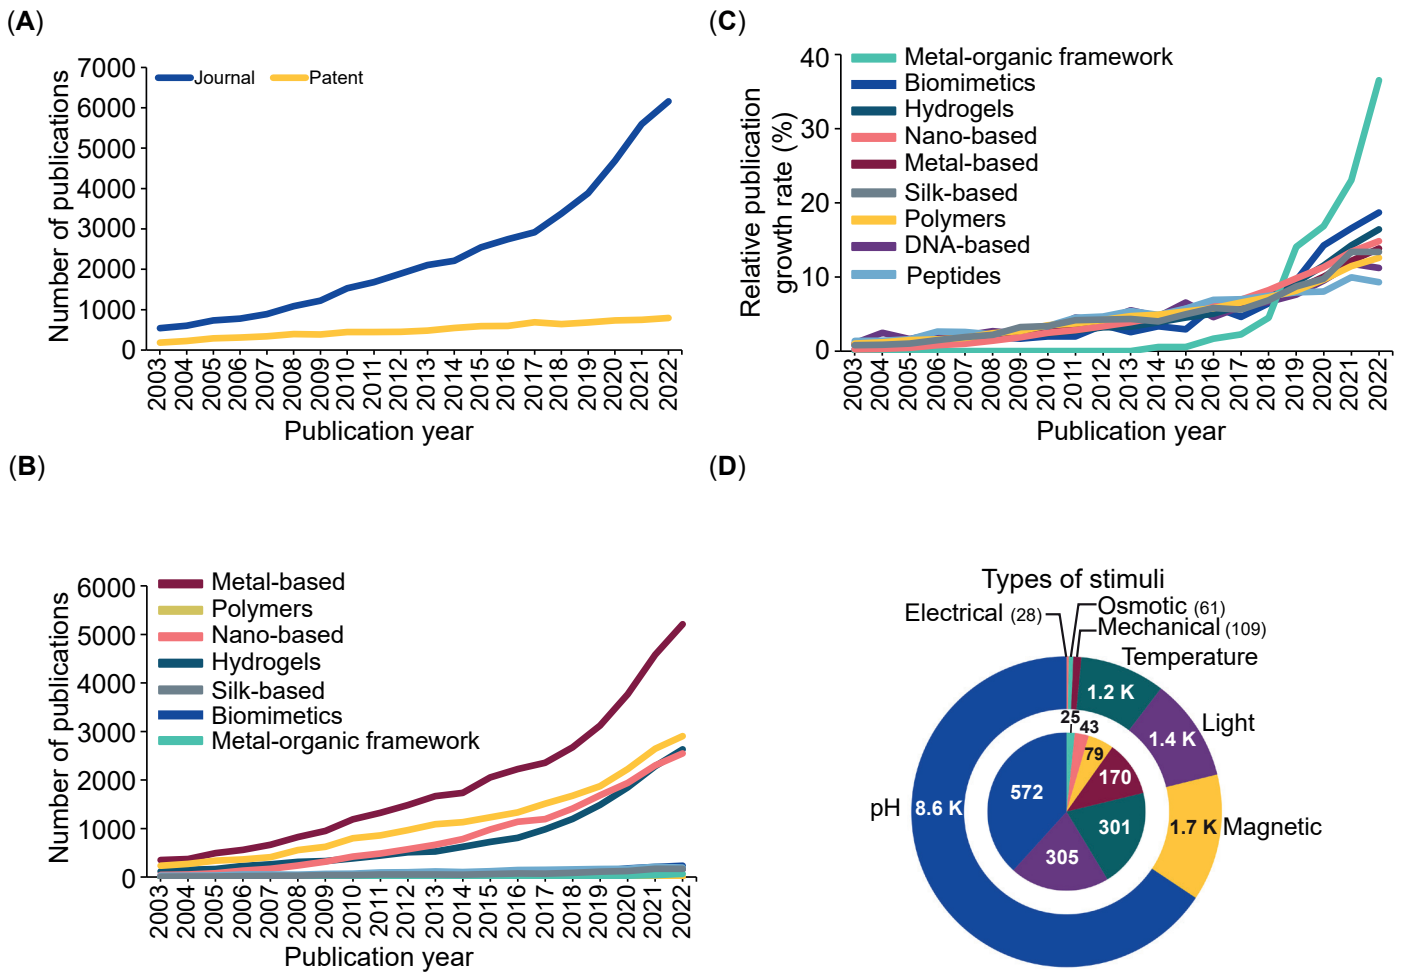 (A)
7000
6000
5000
4000
3000
2000
1000
0
Number of publications
Journal
Patent
2003 2004 2005 2006 2007 2008 2009 2010 2011 2012 2013 2014 2015 2016 2017 2018 2019 2020 2021 2022
Publication year
(C)
40
30
20
10
0
Relative publication
growth rate (%)
Metal-organic framework
Biomimetics
Hydrogels
Nano-based
Metal-based
Silk-based
Polymers
DNA-based
Peptides
2003 2004 2005 2006 2007 2008 2009 2010 2011 2012 2013 2014 2015 2016 2017 2018 2019 2020 2021 2022
Publication year
(B)
6000
5000
4000
3000
2000
1000
0
Number of publications
Metal-based
Polymers
Nano-based
Hydrogels
Silk-based
Biomimetics
Metal-organic framework
2003 2004 2005 2006 2007 2008 2009 2010 2011 2012 2013 2014 2015 2016 2017 2018 2019 2020 2021 2022
Publication year
(D)
Types of stimuli
Electrical (28)
Osmotic (61)
Mechanical (109)
Temperature
1.2 K
Light
1.4 K
Magnetic
1.7 K
pH
8.6 K
25
43
79
170
301
305
572